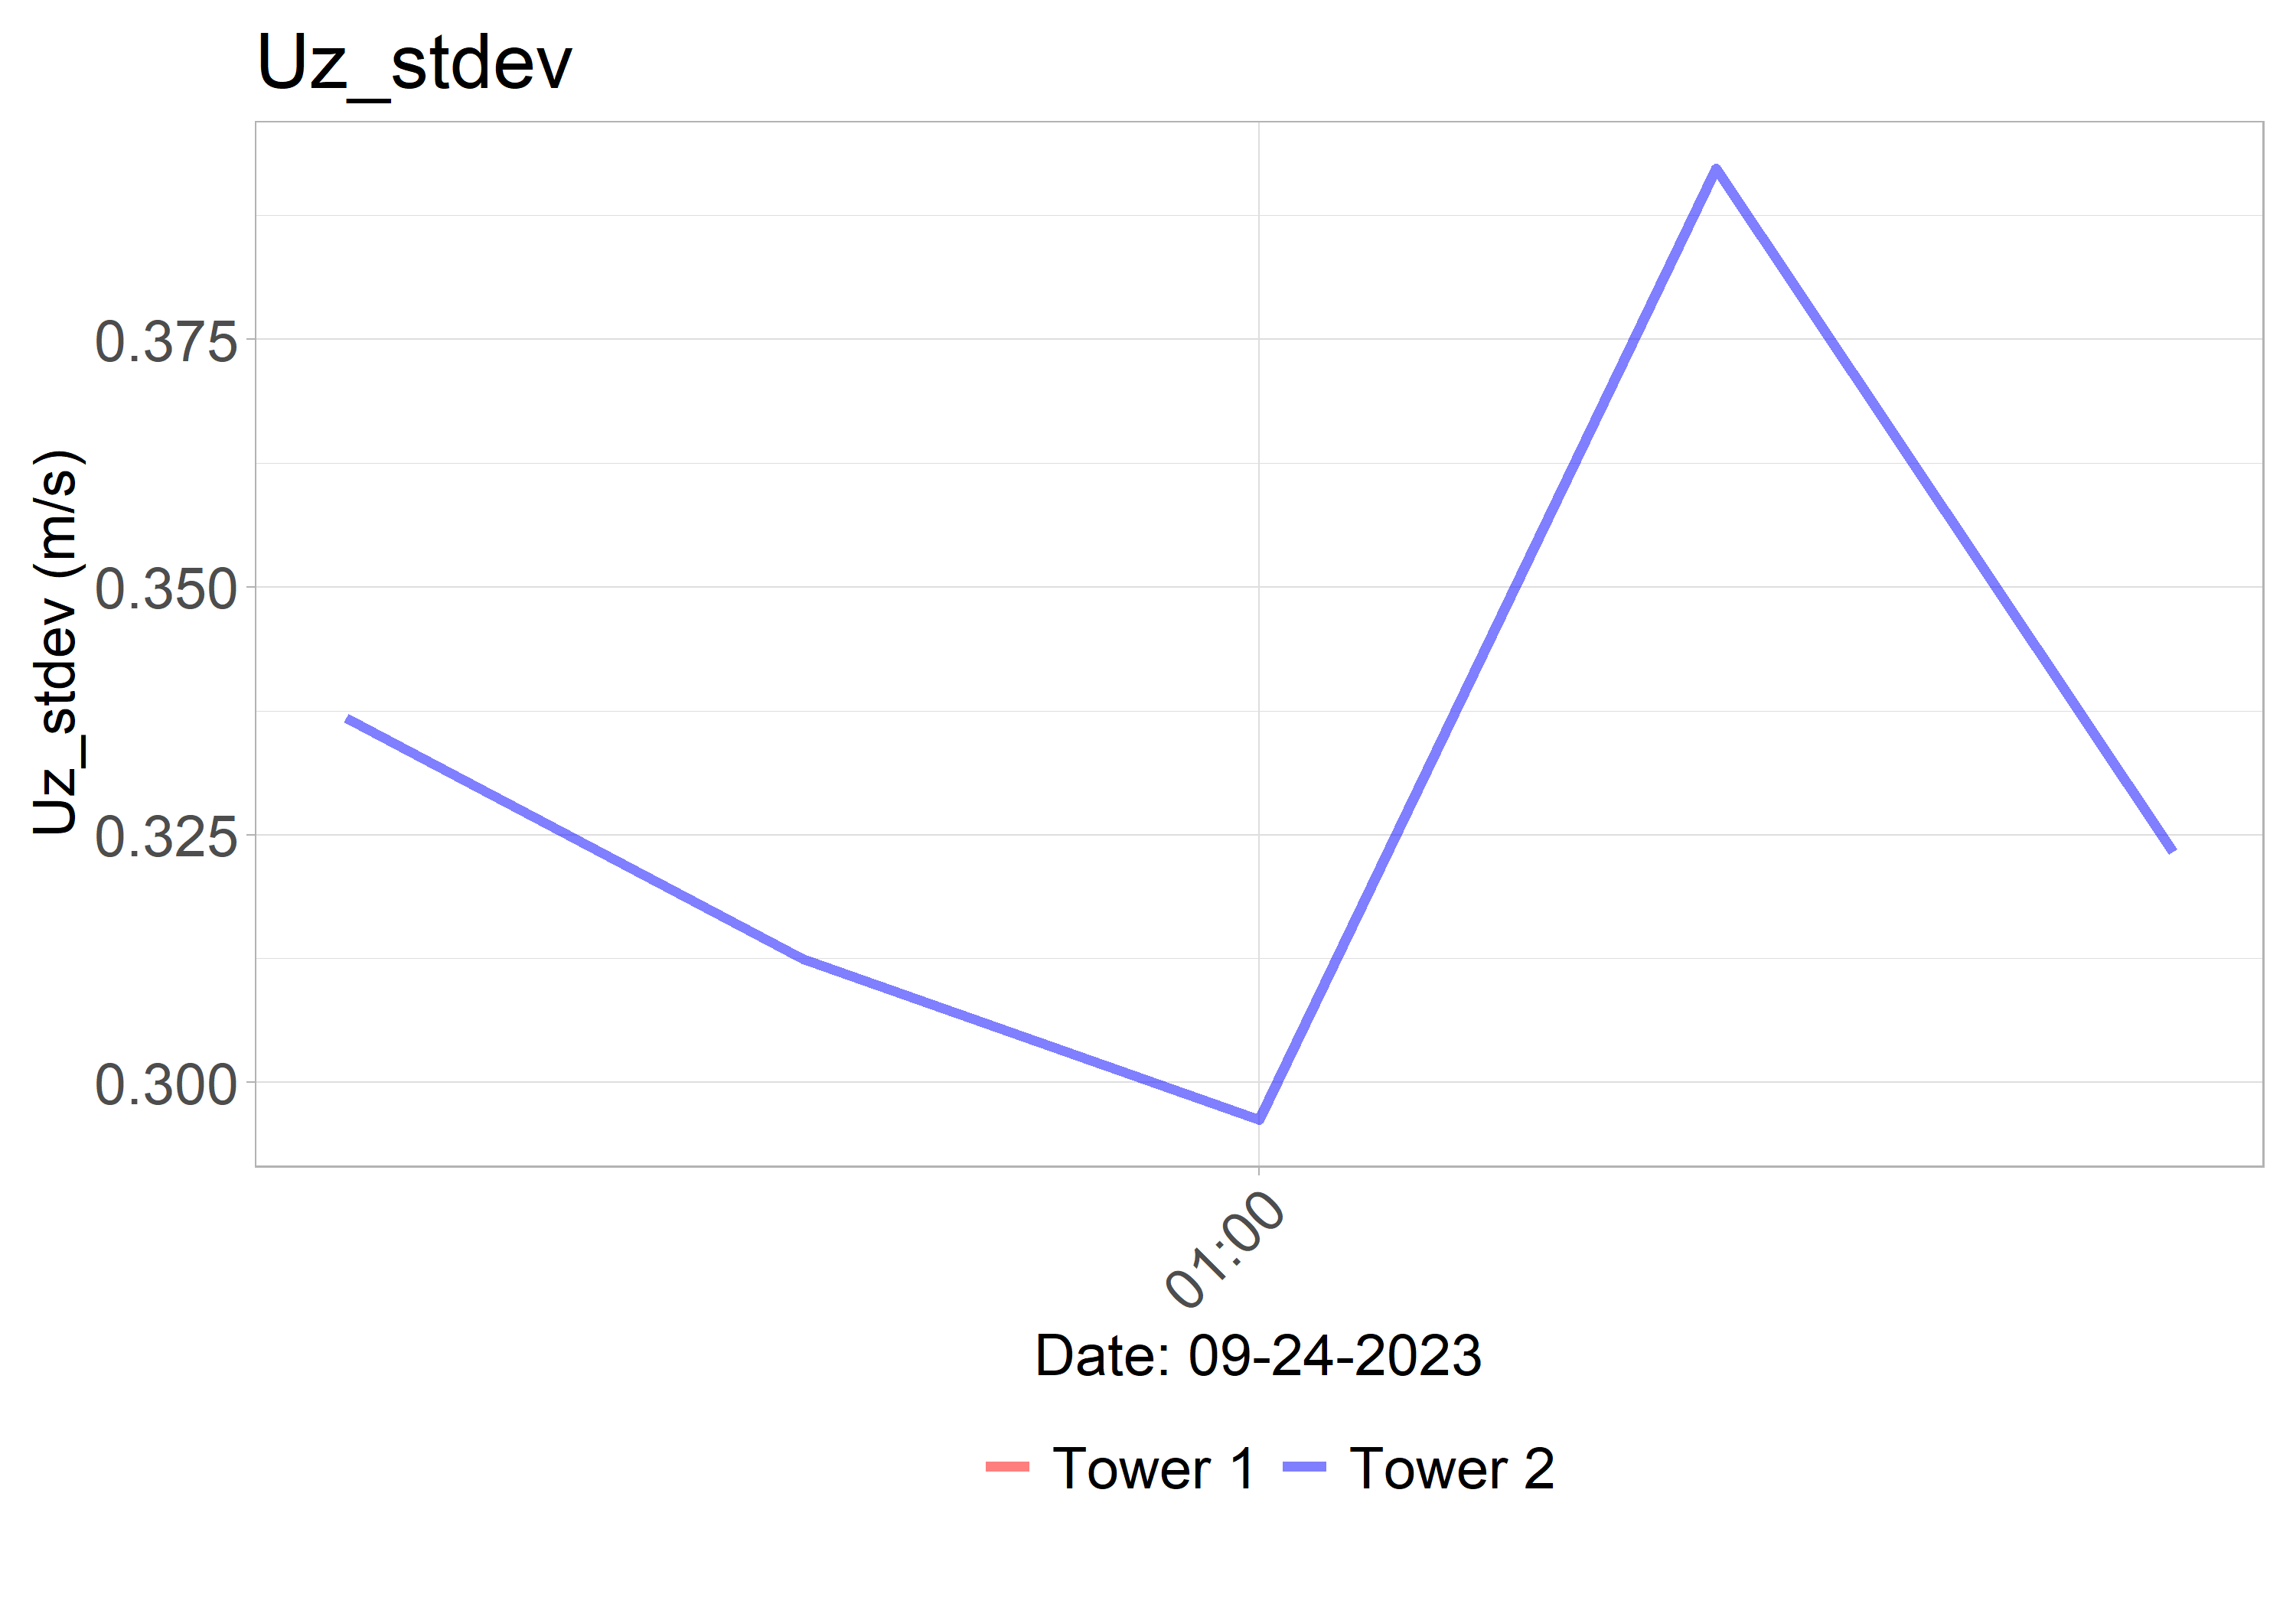 Uz_stdev
Uz_stdev (m/s)
0.375
0.350
0.325
0.300
01:00
Date: 09-24-2023
Tower 1 Tower 2